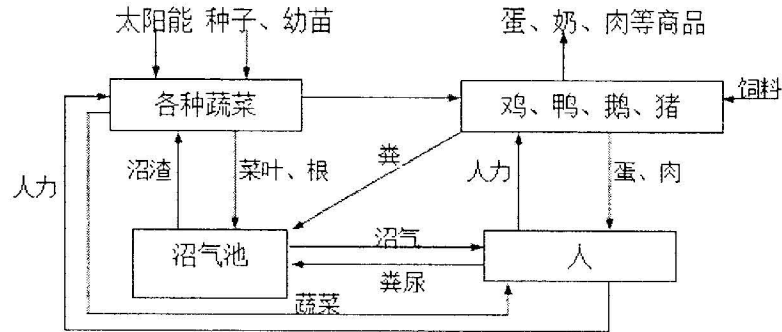 太阳能 种子、幼苗
蛋、奶、肉等商品
各种蔬菜
鸡、鸭、鹅、猪
饲料
人力
沼渣
菜叶、根
粪
人力
蛋、肉
沼气池
沼气
人
粪尿
蔬菜